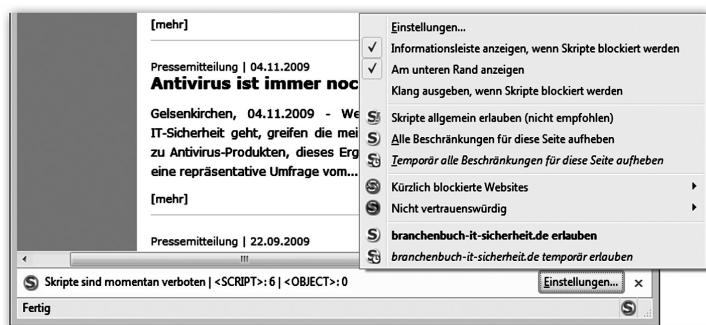 [mehr]
Pressemitteilung | 04.11.2009
Antivirus ist immer noc
Gelsenkirchen, 04.11.2009 - We
IT-Sicherheit geht, greifen die mei
zu Antivirus-Produkten, dieses Erg
eine repräsentative Umfrage vom...
[mehr]
Pressemitteilung | 22.09.2009
Einstellungen...
Informationsleiste anzeigen, wenn Skripte blockiert werden
Am unteren Rand anzeigen
Klang ausgeben, wenn Skripte blockiert werden
Skripte allgemein erlauben (nicht empfohlen)
Alle Beschränkungen für diese Seite aufheben
Temporär alle Beschränkungen für diese Seite aufheben
Kürzlich blockierte Websites
Nicht vertrauenswürdig
branchenbuch-it-sicherheit.de erlauben
branchenbuch-it-sicherheit.de temporär erlauben
Skripte sind momentan verboten | <SCRIPT>: 6 | <OBJECT>: 0
Einstellungen...
Fertig